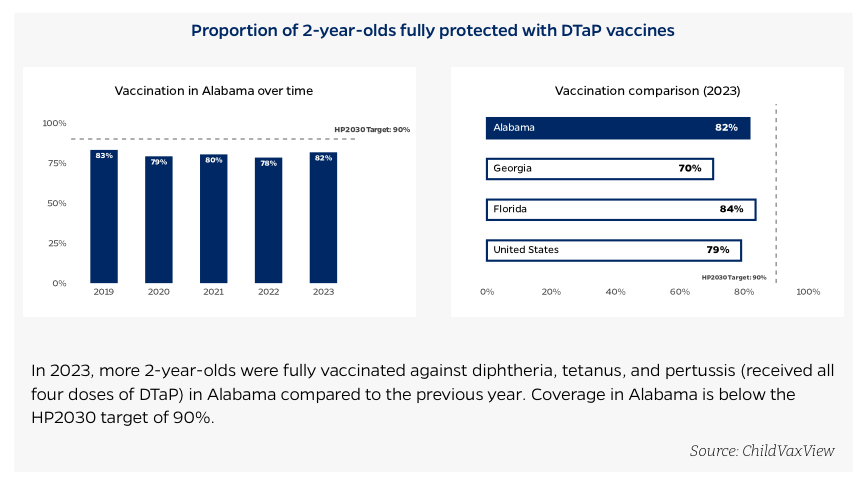 Proportion of 2-year-olds fully protected with DTaP vaccines
Vaccination in Alabama over time
100%
HP2030 Target: 90%
75%
50%
25%
0%
83%
79%
80%
78%
82%
2019
2020
2021
2022
2023
Vaccination comparison (2023)
Alabama 82%
Georgia 70%
Florida 84%
United States 79%
HP2030 Target: 90%
0% 20% 40% 60% 80% 100%
In 2023, more 2-year-olds were fully vaccinated against diphtheria, tetanus, and pertussis (received all
four doses of DTaP) in Alabama compared to the previous year. Coverage in Alabama is below the
HP2030 target of 90%.
Source: ChildVaxView